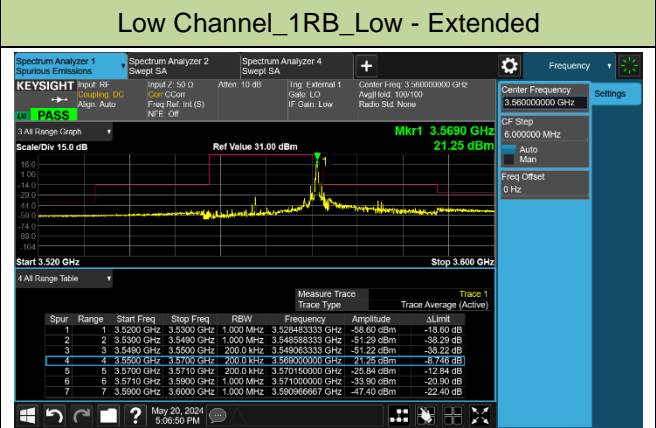 Low Channel_1RB_Low - Extended
Spectrum Analyzer 1
Spurious Emissions
Spectrum Analyzer 2
Swept SA
Spectrum Analyzer 4
Swept SA
Frequency
KEYSIGHT
Input: RF
Coupling: DC
Align: Auto
Input Z: 50 Ω
Corr CCorr
Freq Ref: Int (S)
NFE: Off
Atten: 10 dB
Trig: External 1
Gate: LO
IF Gain: Low
Center Freq: 3.560000000 GHz
Avg|Hold: 100/100
Radio Std: None
PASS
Center Frequency
3.560000000 GHz
Settings
CF Step
6.000000 MHz
Auto
Man
Freq Offset
0 Hz
3 All Range Graph
Scale/Div 15.0 dB
Ref Value 31.00 dBm
Mkr1 3.5690 GHz
21.25 dBm
1
16.0
1.00
-14.0
-29.0
-44.0
-59.0
-74.0
-89.0
-104
Start 3.520 GHz
Stop 3.600 GHz
4 All Range Table
Measure Trace Trace 1
Trace Type Trace Average (Active)
Spur Range Start Freq Stop Freq RBW Frequency Amplitude ΔLimit
1 1 3.5200 GHz 3.5300 GHz 1.000 MHz 3.528483333 GHz -58.60 dBm -18.60 dB
2 2 3.5300 GHz 3.5490 GHz 1.000 MHz 3.548588333 GHz -51.29 dBm -38.29 dB
3 3 3.5490 GHz 3.5500 GHz 200.0 kHz 3.549063333 GHz -51.22 dBm -38.22 dB
4 4 3.5500 GHz 3.5700 GHz 200.0 kHz 3.569000000 GHz 21.25 dBm -8.746 dB
5 5 3.5700 GHz 3.5710 GHz 200.0 kHz 3.570150000 GHz -25.84 dBm -12.84 dB
6 6 3.5710 GHz 3.5900 GHz 1.000 MHz 3.571000000 GHz -33.90 dBm -20.90 dB
7 7 3.5900 GHz 3.6000 GHz 1.000 MHz 3.590966667 GHz -47.40 dBm -22.40 dB
May 20, 2024
5:06:50 PM